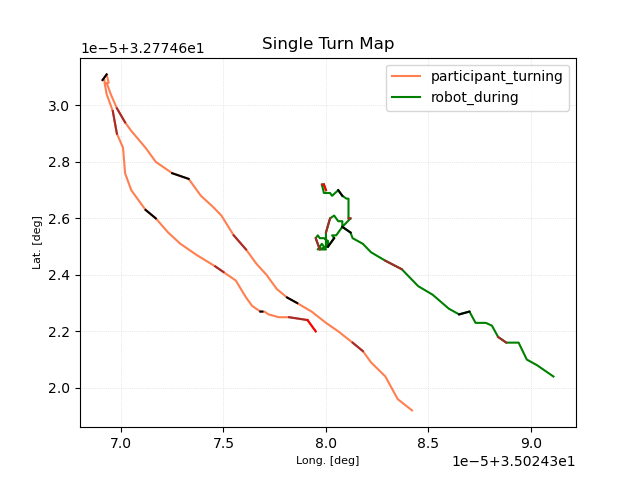 Single Turn Map
1e−5+3.27746e1
participant_turning
robot_during
3.0
2.8
2.6
2.4
2.2
2.0
Lat. [deg]
7.0 7.5 8.0 8.5 9.0
Long. [deg]
1e−5+3.50243e1